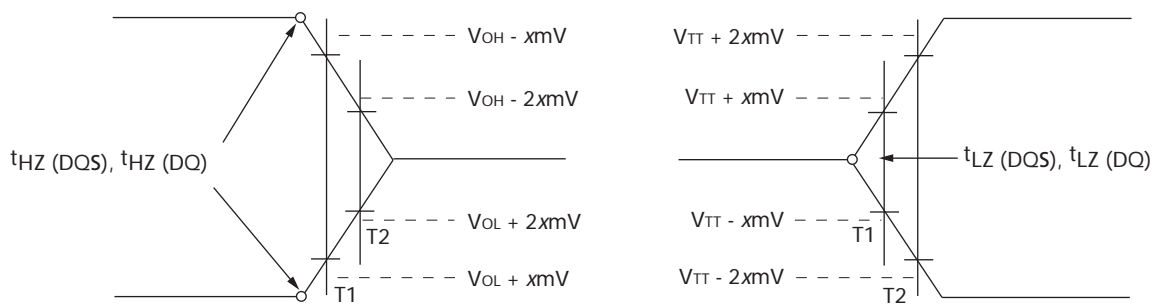 VOH - xmV
VTT + 2xmV
VOH - 2xmV
VTT + xmV
tHZ (DQS), tHZ (DQ)
tLZ (DQS), tLZ (DQ)
VOL + 2xmV
VTT - xmV
T2
T1
VOL + xmV
VTT - 2xmV
T1
T2